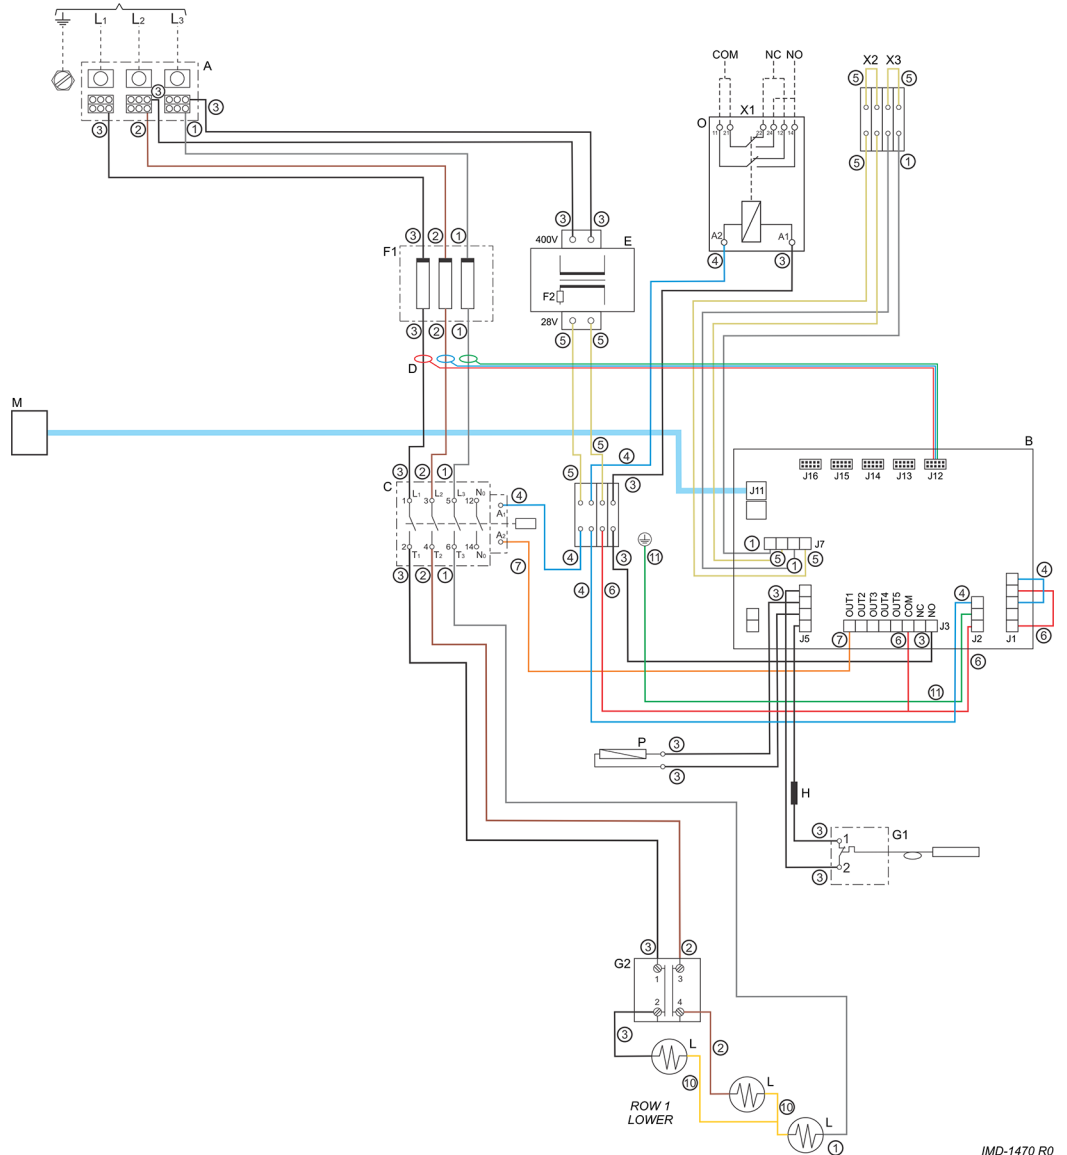 L1 L2 L3
A
3
3
3 2 1
COM NC NO
X1
O
11 21 22 24 12 14
A2 A1
4 3
X2 X3
5 5
5 1
3 2 1
F1
3 2 1
3 3
400V
E
F2
28V
5 5
D
M
B
J16 J15 J14 J13 J12
J11
5
4
5
3
3 2 1
C
1 L1 3 L2 5 L3 12 N0
A1
4
A2
2 T1 4 T2 6 T3 14 N0
7
3 2 1
4 3
4 6
11
1 J7
5 1 5
3
J5
OUT1
OUT2
OUT3
OUT4
OUT5
COM
NC
NO
J3
7 6 3
4
J2
6
4
J1
6
11
P
3
3
H
3
1
2
3
G1
3 2
G2
1 3
2 4
3
L
10
2
L
10
L
1
ROW 1
LOWER
IMD-1470 R0